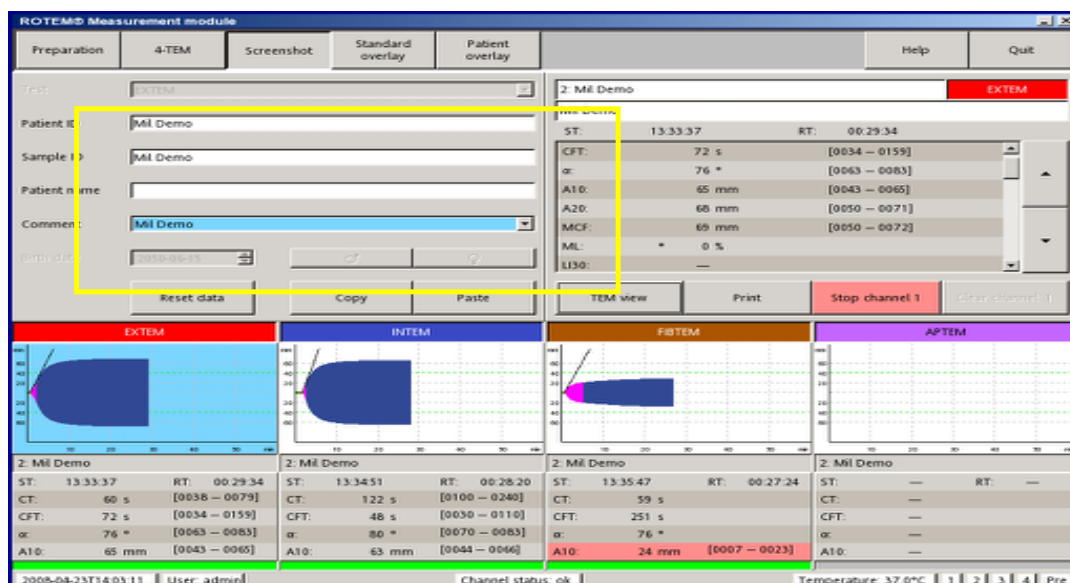 ROTEM® Measurement module
Preparation 4-TEM Screenshot Standard overlay Patient overlay Help Quit
Test: EXTEM
Patient ID Mil Demo
Sample ID Mil Demo
Patient name
Comment Mil Demo
Birth date 2050-06-15
Reset data Copy Paste
2: Mil Demo EXTEM
Mil Demo
ST: 13:33:37 RT: 00:29:34
CFT: 72 s [0034 – 0159]
α: 76 ° [0063 – 0083]
A10: 65 mm [0043 – 0065]
A20: 68 mm [0050 – 0071]
MCF: 69 mm [0050 – 0072]
ML: * 0 %
LI30: —
TEM view Print Stop channel 1 Clear channel 1
EXTEM INTEM FIBTEM APTEM
2: Mil Demo 2: Mil Demo 2: Mil Demo 2: Mil Demo
ST: 13:33:37 RT: 00:29:34 ST: 13:34:51 RT: 00:28:20 ST: 13:35:47 RT: 00:27:24 ST: — RT: —
CT: 60 s [0038 – 0079] CT: 122 s [0100 – 0240] CT: 59 s CT: —
CFT: 72 s [0034 – 0159] CFT: 48 s [0030 – 0110] CFT: 251 s CFT: —
α: 76 ° [0063 – 0083] α: 80 ° [0070 – 0083] α: 76 ° α: —
A10: 65 mm [0043 – 0065] A10: 63 mm [0044 – 0066] A10: 24 mm [0007 – 0023] A10: —
2008-04-23T14:03:11 User: admin Channel status: ok Temperature: 37.0°C 1 2 3 4 Pre